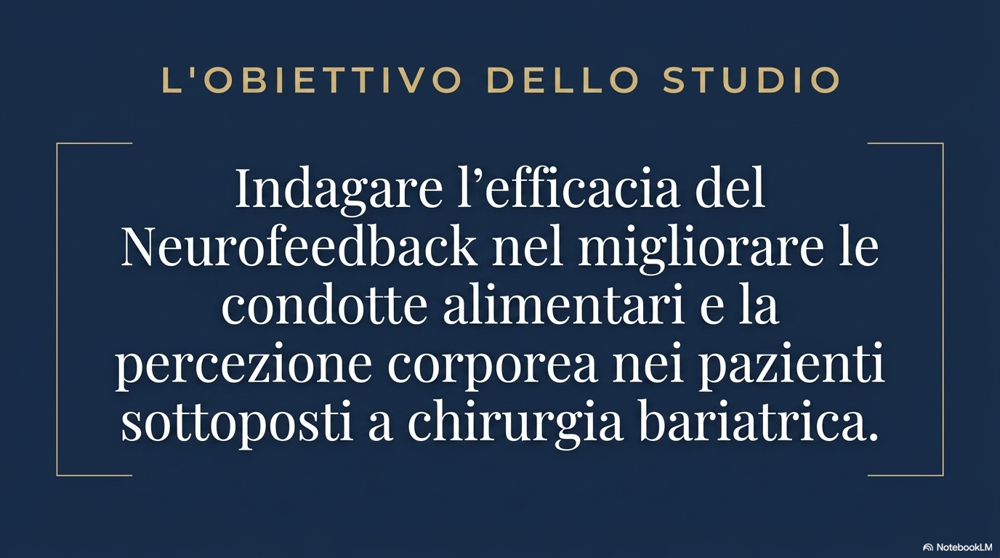 L'OBIETTIVO DELLO STUDIO
Indagare l’efficacia del
Neurofeedback nel migliorare le
condotte alimentari e la
percezione corporea nei pazienti
sottoposti a chirurgia bariatrica.
NotebookLM